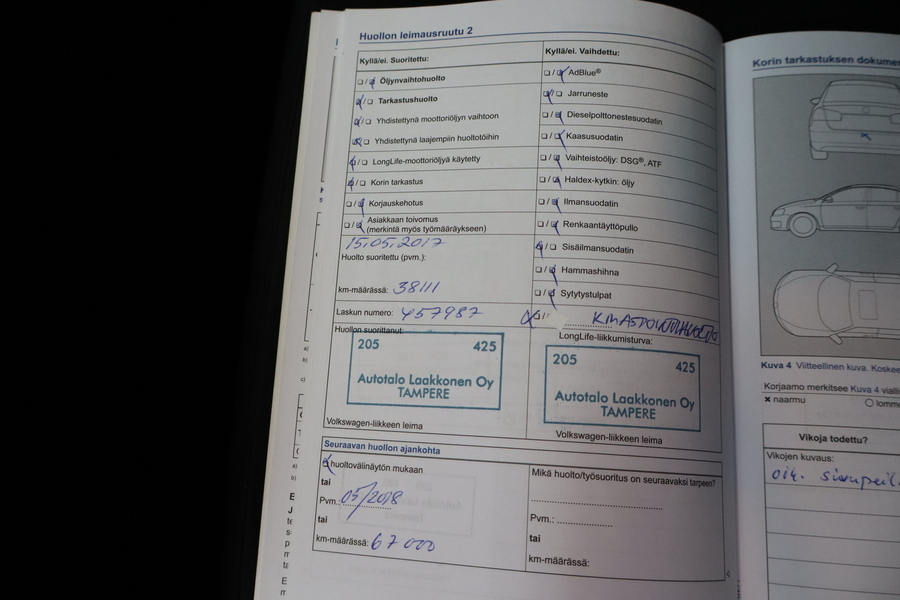 Huollon leimausruutu 2
Kyllä/ei. Suoritettu:
Öljynvaihtohuolto
Tarkastushuolto
Yhdistettynä moottoriöljyn vaihtoon
Yhdistettynä laajempiin huoltotöihin
LongLife-moottoriöljyä käytetty
Korin tarkastus
Korjauskehotus
Asiakkaan toivomus
(merkintä myös työmääräykseen)
15.05.2017
Huolto suoritettu (pvm.):
km-määrässä: 38111
Laskun numero: 457987
Huollon suorittanut:
205 425
Autotalo Laakkonen Oy
TAMPERE
Volkswagen-liikkeen leima
Kyllä/ei. Vaihdettu:
AdBlue®
Jarruneste
Dieselpolttonestesuodatin
Kaasusuodatin
Vaihteistoöljy: DSG®, ATF
Haldex-kytkin: öljy
Ilmansuodatin
Renkaantäyttöpullo
Sisäilmansuodatin
Hammashihna
Sytytystulpat
LongLife-liikkumisturva:
205 425
Autotalo Laakkonen Oy
TAMPERE
Volkswagen-liikkeen leima
Seuraavan huollon ajankohta
huoltovälinäytön mukaan
tai
Pvm. 05/2018
tai
km-määrässä: 67 000
Mikä huolto/työsuoritus on seuraavaksi tarpeen?
Pvm.:
tai
km-määrässä:
Korin tarkastuksen dokume
Kuva 4 Viitteellinen kuva. Koske
Korjaamo merkitsee Kuva 4 vialli
× naarmu ○ lomm
Vikoja todettu?
Vikojen kuvaus:
oik. sivupeil